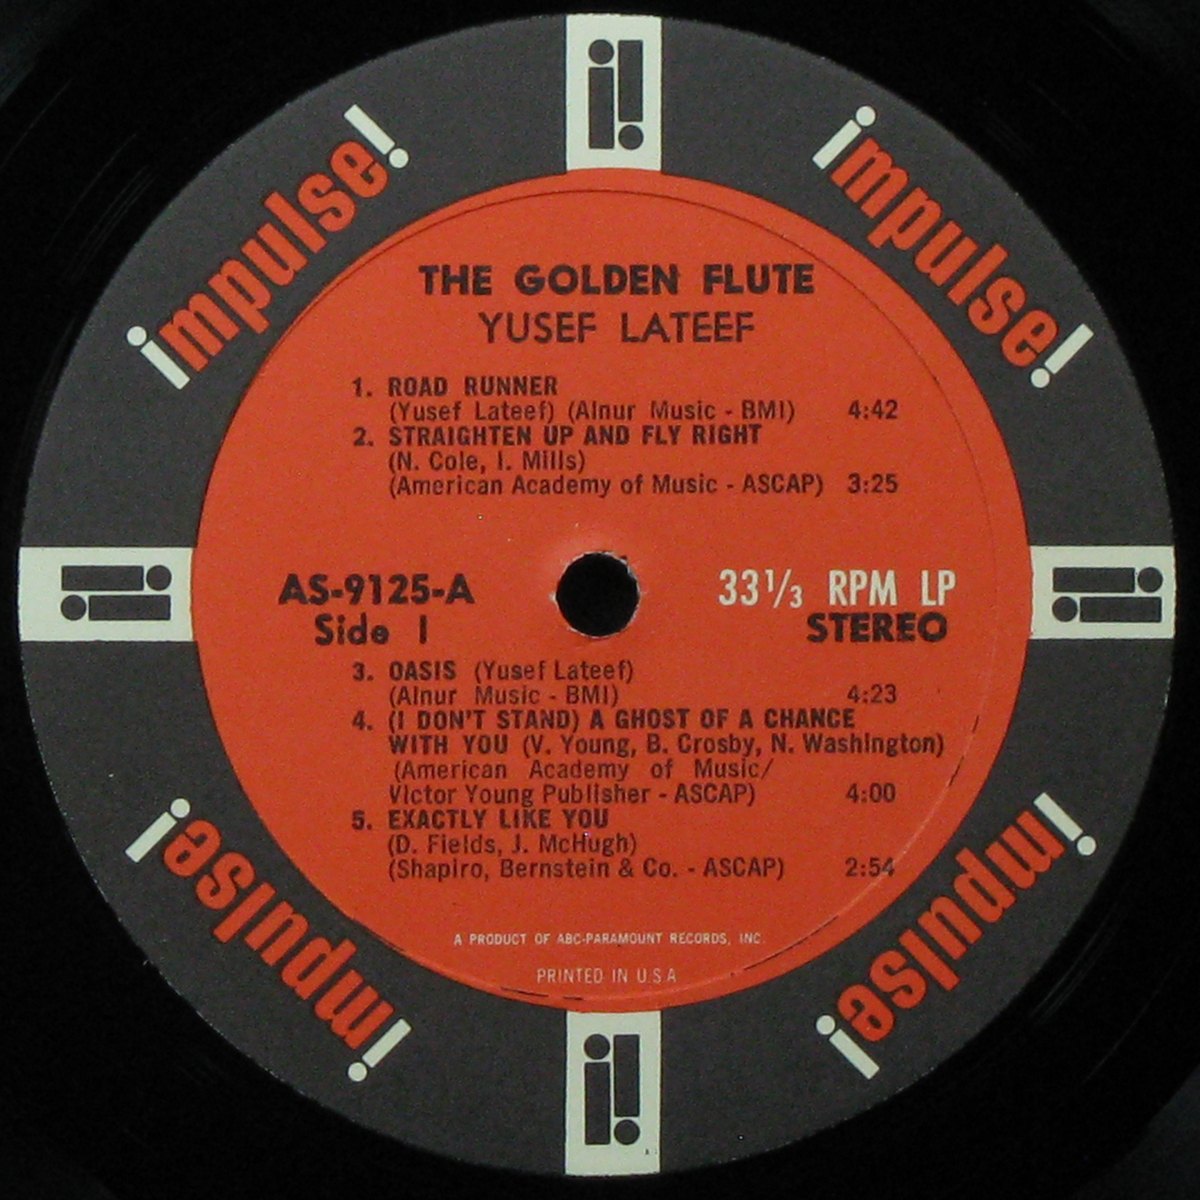 impulse!
impulse!
THE GOLDEN FLUTE
YUSEF LATEEF
1. ROAD RUNNER
(Yusef Lateef) (Alnur Music - BMI) 4:42
2. STRAIGHTEN UP AND FLY RIGHT
(N. Cole, I. Mills)
(American Academy of Music - ASCAP) 3:25
AS-9125-A
Side 1
33⅓ RPM LP
STEREO
3. OASIS (Yusef Lateef)
(Alnur Music - BMI) 4:23
4. (I DON'T STAND) A GHOST OF A CHANCE
WITH YOU (V. Young, B. Crosby, N. Washington)
(American Academy of Music/
Victor Young Publisher - ASCAP) 4:00
5. EXACTLY LIKE YOU
(D. Fields, J. McHugh)
(Shapiro, Bernstein & Co. - ASCAP) 2:54
A PRODUCT OF ABC-PARAMOUNT RECORDS, INC.
PRINTED IN U.S.A
impulse!
impulse!